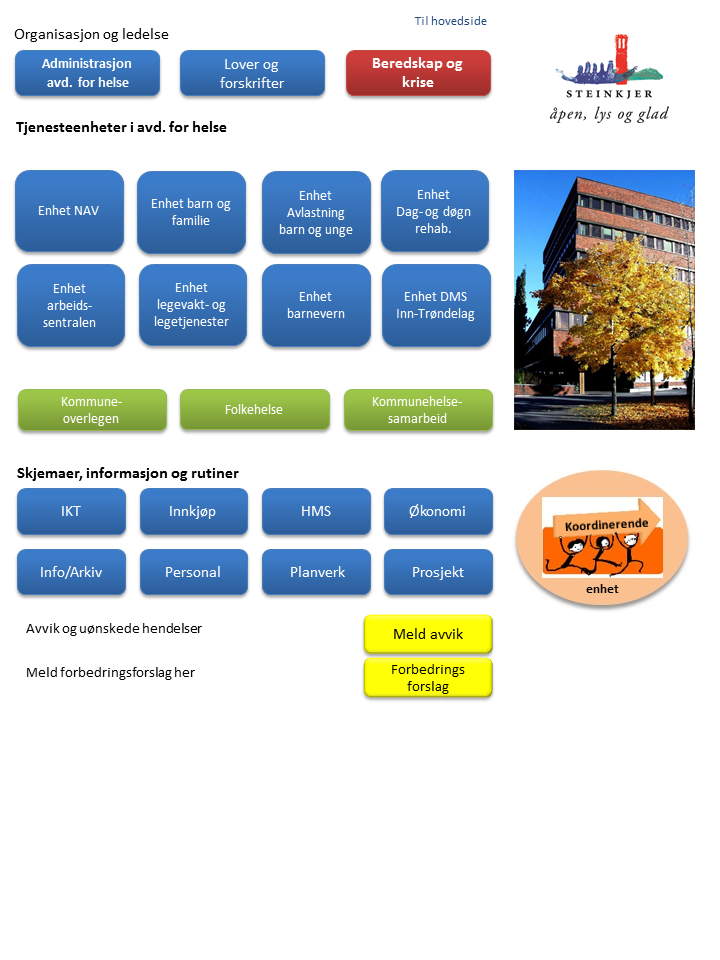 Til hovedside
Organisasjon og ledelse
Administrasjon
avd. for helse
Lover og
forskrifter
Beredskap og
krise
STEINKJER
åpen, lys og glad
Tjenesteenheter i avd. for helse
Enhet NAV
Enhet barn og
familie
Enhet
Avlastning
barn og unge
Enhet
Dag- og døgn
rehab.
Enhet
arbeids-
sentralen
Enhet
legevakt- og
legetjenester
Enhet
barnevern
Enhet DMS
Inn-Trøndelag
Kommune-
overlegen
Folkehelse
Kommunehelse-
samarbeid
Skjemaer, informasjon og rutiner
IKT
Innkjøp
HMS
Økonomi
Koordinerende
enhet
Info/Arkiv
Personal
Planverk
Prosjekt
Avvik og uønskede hendelser
Meld avvik
Meld forbedringsforslag her
Forbedrings
forslag